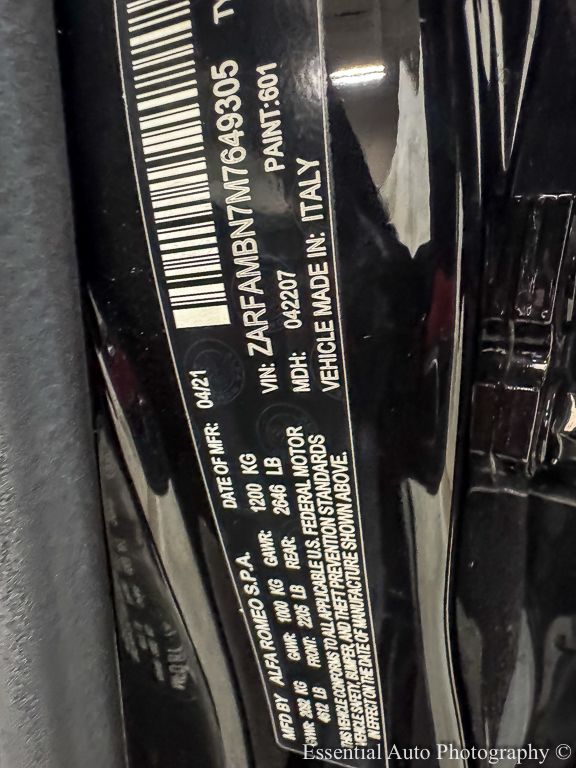 MFD BY ALFA ROMEO S.P.A. DATE OF MFR: 04/21
GAWR: 1000 KG GAWR: 1200 KG
FRONT: 2205 LB REAR: 2646 LB
THIS VEHICLE CONFORMS TO ALL APPLICABLE U.S. FEDERAL MOTOR
VEHICLE SAFETY, BUMPER, AND THEFT PREVENTION STANDARDS
IN EFFECT ON THE DATE OF MANUFACTURE SHOWN ABOVE.
VIN: ZARFAMBN7M7649305
MDH: 042207 PAINT:601
VEHICLE MADE IN: ITALY
Essential Auto Photography ©